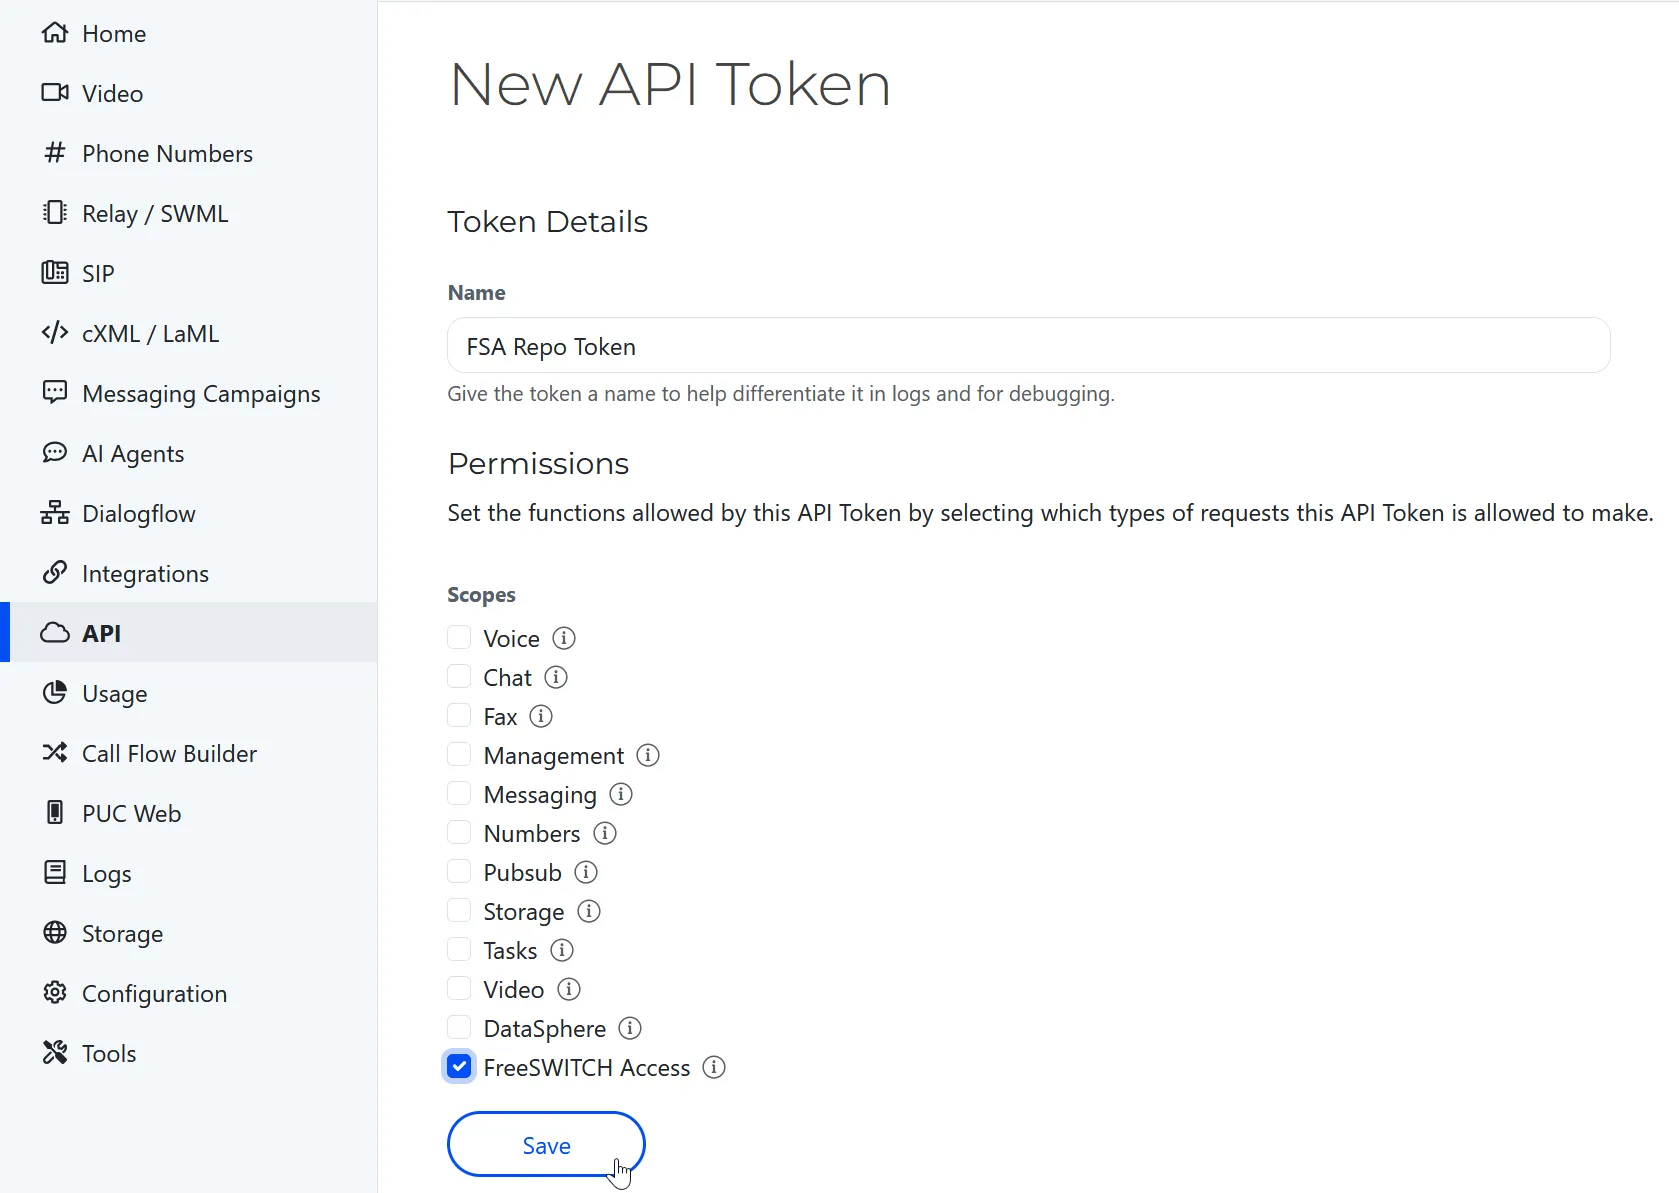 Home
Video
Phone Numbers
Relay / SWML
SIP
cXML / LaML
Messaging Campaigns
AI Agents
Dialogflow
Integrations
API
Usage
Call Flow Builder
PUC Web
Logs
Storage
Configuration
Tools
New API Token
Token Details
Name
FSA Repo Token
Give the token a name to help differentiate it in logs and for debugging.
Permissions
Set the functions allowed by this API Token by selecting which types of requests this API Token is allowed to make.
Scopes
Voice
Chat
Fax
Management
Messaging
Numbers
Pubsub
Storage
Tasks
Video
DataSphere
FreeSWITCH Access
Save